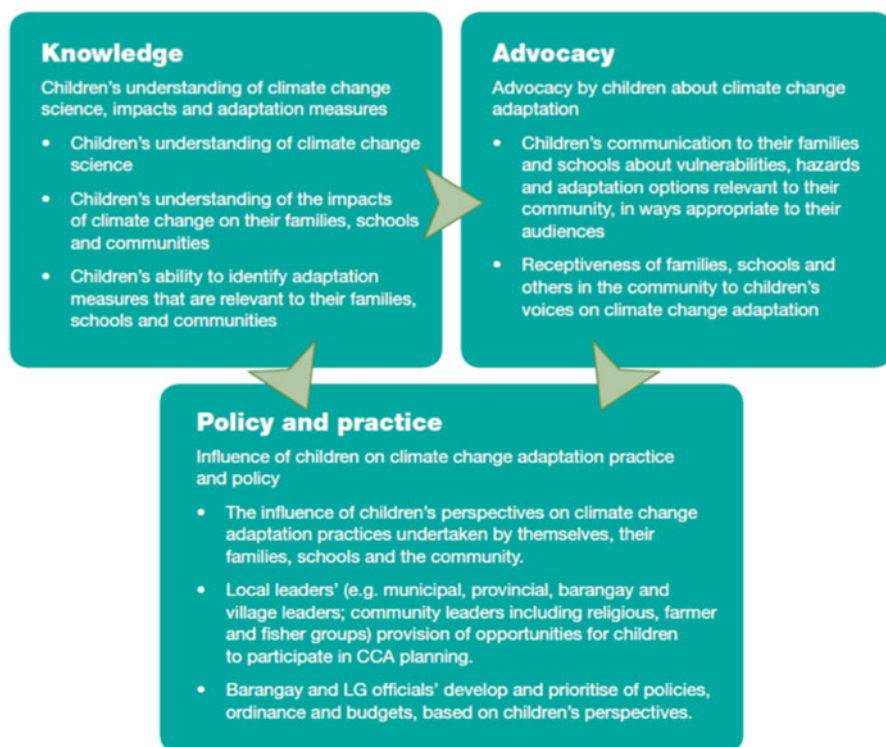 Knowledge
Children's understanding of climate change
science, impacts and adaptation measures
• Children's understanding of climate change
science
• Children's understanding of the impacts
of climate change on their families, schools
and communities
• Children's ability to identify adaptation
measures that are relevant to their families,
schools and communities
Advocacy
Advocacy by children about climate change
adaptation
• Children's communication to their families
and schools about vulnerabilities, hazards
and adaptation options relevant to their
community, in ways appropriate to their
audiences
• Receptiveness of families, schools and
others in the community to children's
voices on climate change adaptation
Policy and practice
Influence of children on climate change adaptation practice
and policy
• The influence of children's perspectives on climate change
adaptation practices undertaken by themselves, their
families, schools and the community.
• Local leaders' (e.g. municipal, provincial, barangay and
village leaders; community leaders including religious, farmer
and fisher groups) provision of opportunities for children
to participate in CCA planning.
• Barangay and LG officials' develop and prioritise of policies,
ordinance and budgets, based on children's perspectives.